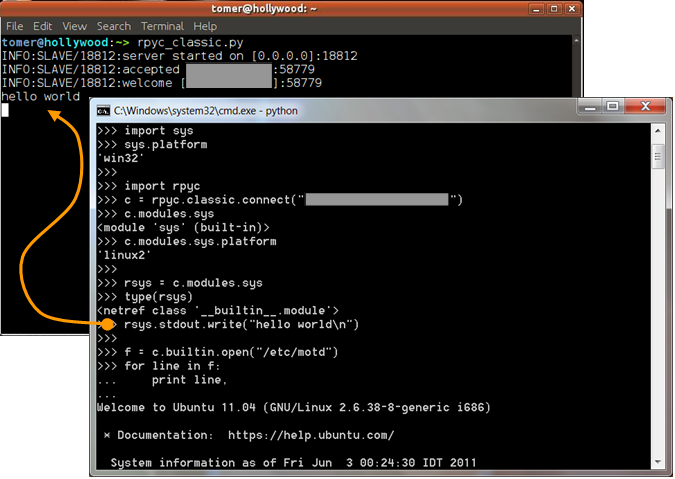 tomer@hollywood: ~
File Edit View Search Terminal Help
tomer@hollywood:~> rpyc_classic.py
INFO:SLAVE/18812:server started on [0.0.0.0]:18812
INFO:SLAVE/18812:accepted :58779
INFO:SLAVE/18812:welcome [ ]:58779
hello world
C:\Windows\system32\cmd.exe - python
>>> import sys
>>> sys.platform
'win32'
>>>
>>> import rpyc
>>> c = rpyc.classic.connect("")
>>> c.modules.sys
<module 'sys' (built-in)>
>>> c.modules.sys.platform
'linux2'
>>>
>>> rsys = c.modules.sys
>>> type(rsys)
<netref class '__builtin__.module'>
>>> rsys.stdout.write("hello world\n")
>>>
>>> f = c.builtin.open("/etc/motd")
>>> for line in f:
...     print line,
...
Welcome to Ubuntu 11.04 (GNU/Linux 2.6.38-8-generic i686)
* Documentation:  https://help.ubuntu.com/
System information as of Fri Jun  3 00:24:30 IDT 2011